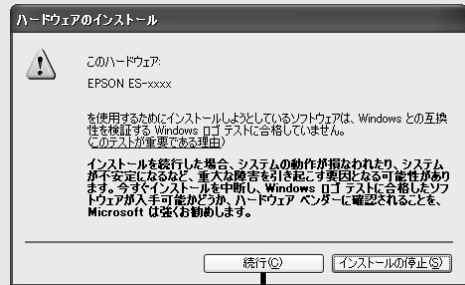 ハードウェアのインストール
このハードウェア:
EPSON ES-xxxx
を使用するためにインストールしようとしているソフトウェアは、Windows との互換
性を検証する Windows ロゴ テストに合格していません。
(このテストが重要である理由)
インストールを続行した場合、システムの動作が損なわれたり、システム
が不安定になるなど、重大な障害を引き起こす要因となる可能性があり
ます。今すぐインストールを中断し、Windows ロゴ テストに合格したソフ
トウェアが入手可能かどうか、ハードウェア ベンダーに確認されることを、
Microsoft は強くお勧めします。
続行(C) インストールの停止(S)